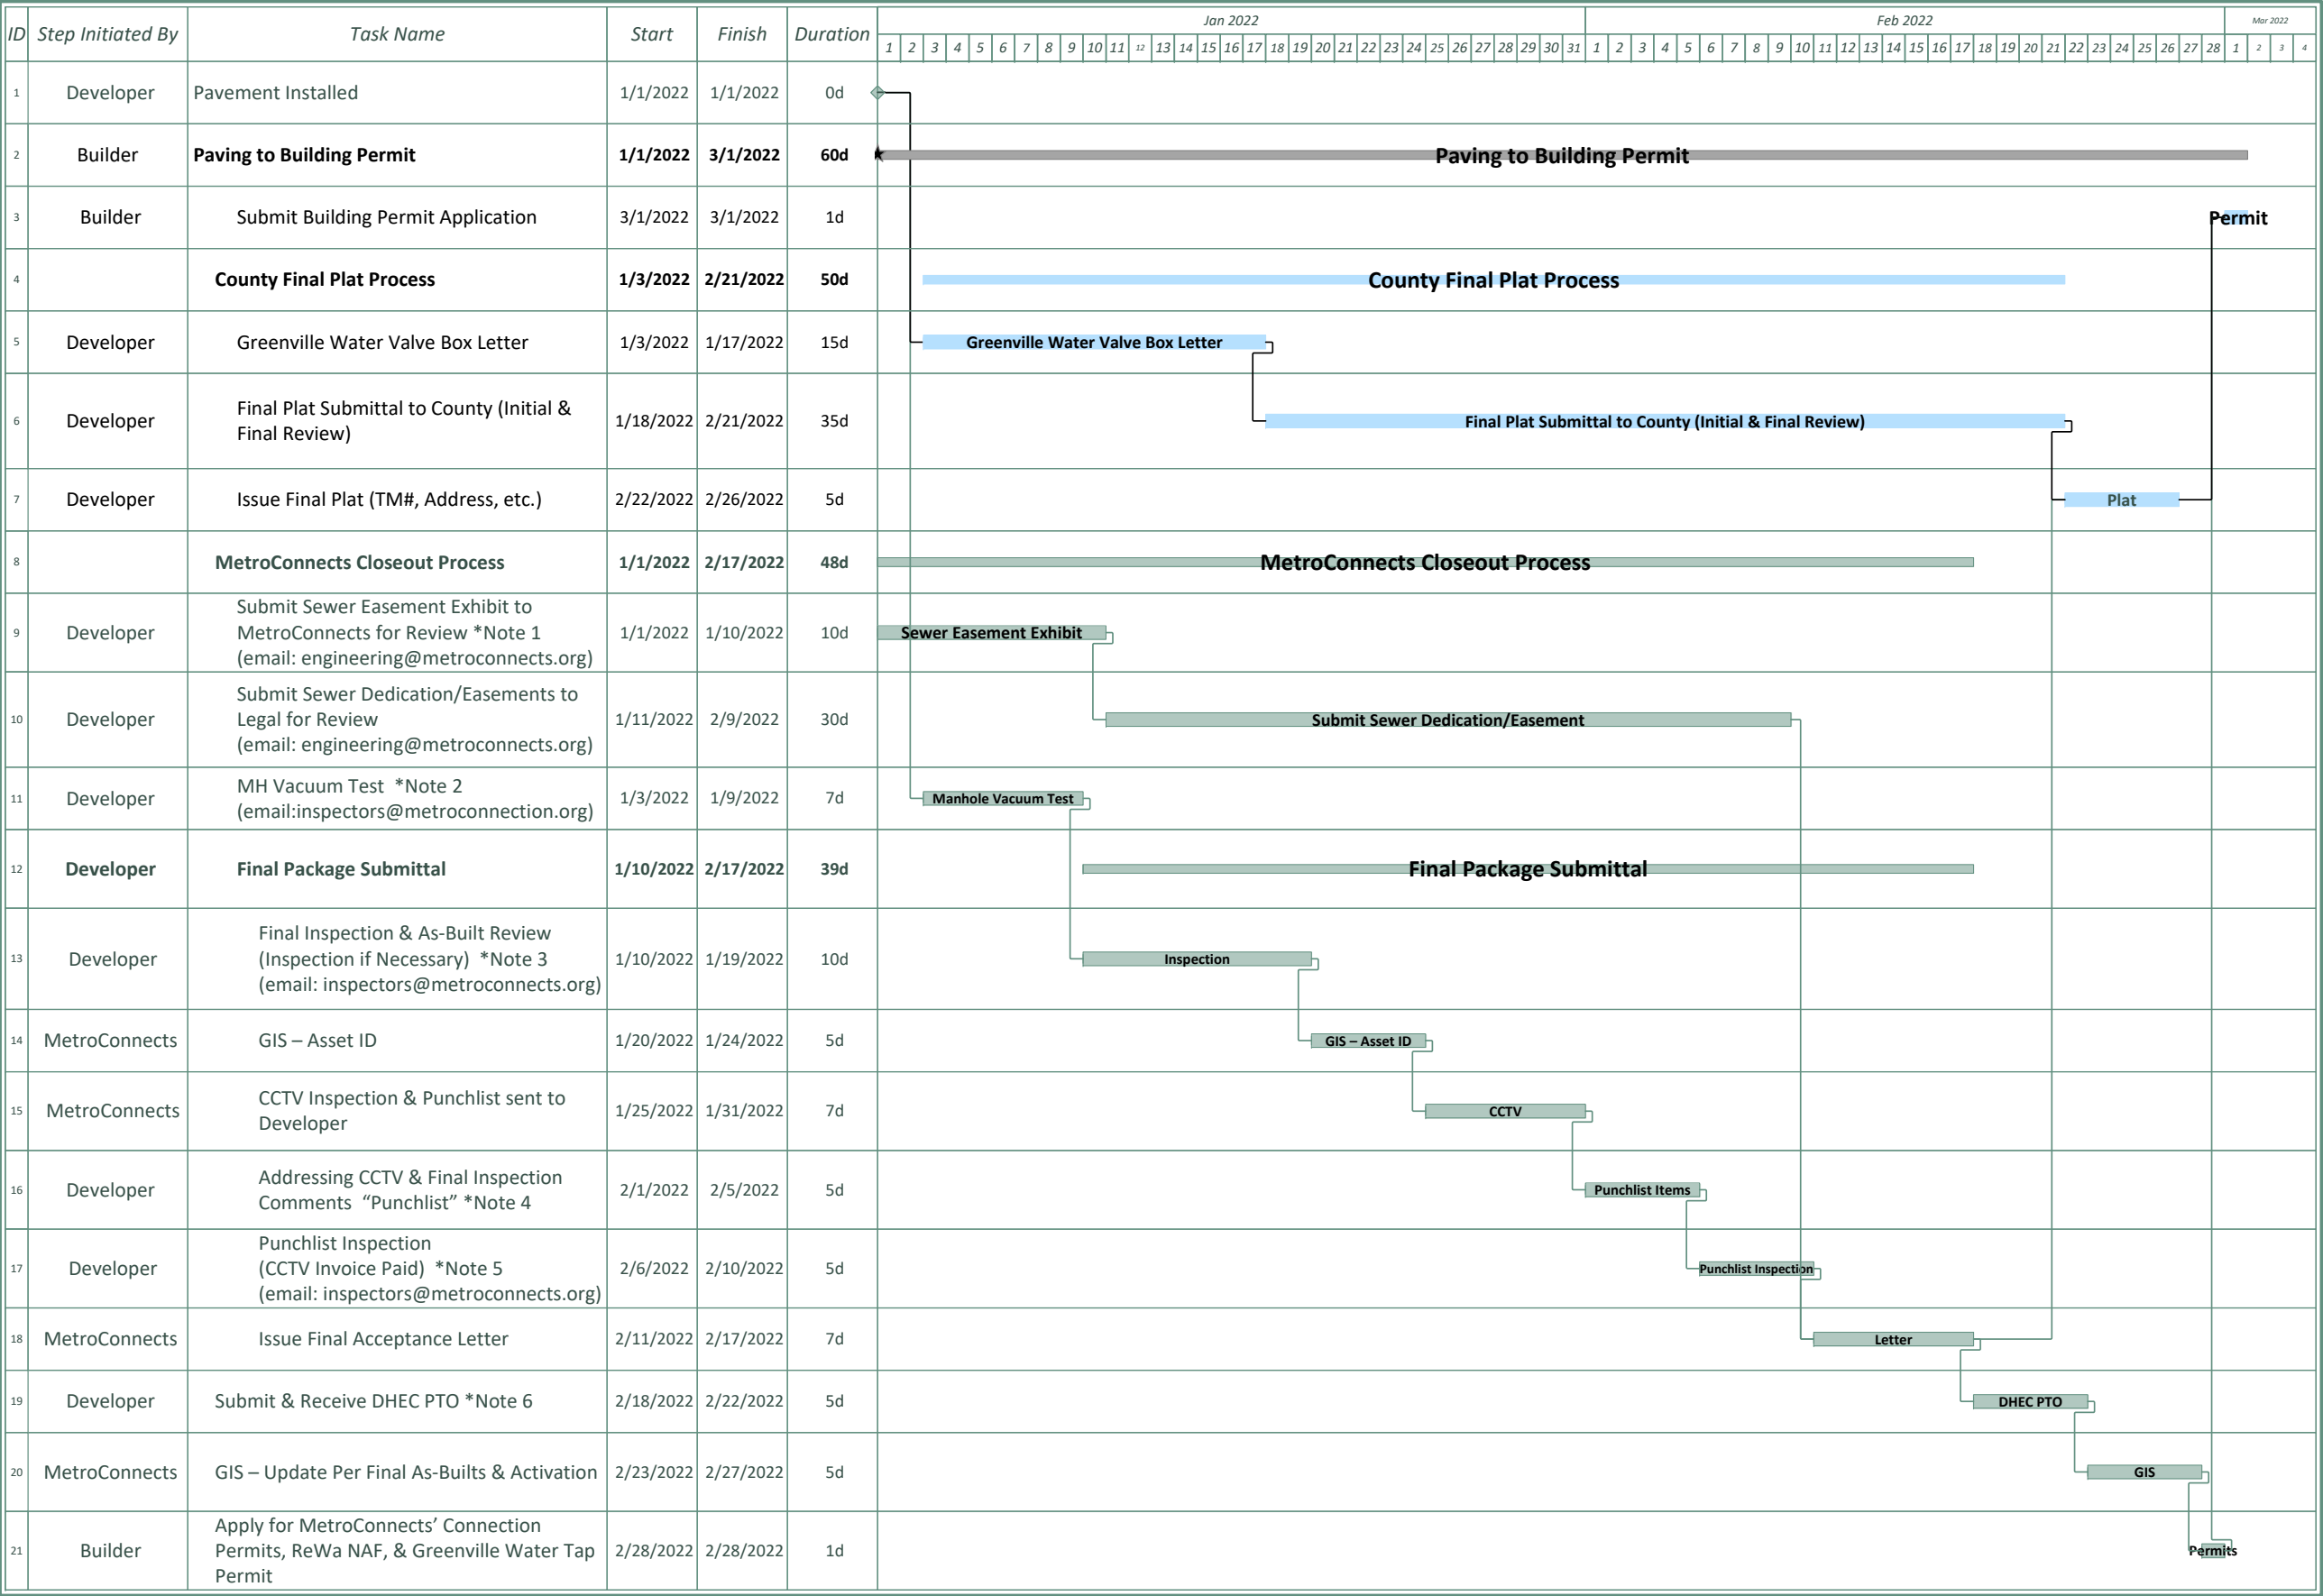 ID Step Initiated By Task Name Start Finish Duration Jan 2022 Feb 2022 Mar 2022
1 2 3 4 5 6 7 8 9 10 11 12 13 14 15 16 17 18 19 20 21 22 23 24 25 26 27 28 29 30 31 1 2 3 4 5 6 7 8 9 10 11 12 13 14 15 16 17 18 19 20 21 22 23 24 25 26 27 28 1 2 3 4
1 Developer Pavement Installed 1/1/2022 1/1/2022 0d
2 Builder Paving to Building Permit 1/1/2022 3/1/2022 60d Paving to Building Permit
3 Builder Submit Building Permit Application 3/1/2022 3/1/2022 1d Permit
4 County Final Plat Process 1/3/2022 2/21/2022 50d County Final Plat Process
5 Developer Greenville Water Valve Box Letter 1/3/2022 1/17/2022 15d Greenville Water Valve Box Letter
6 Developer Final Plat Submittal to County (Initial &
Final Review) 1/18/2022 2/21/2022 35d Final Plat Submittal to County (Initial & Final Review)
7 Developer Issue Final Plat (TM#, Address, etc.) 2/22/2022 2/26/2022 5d Plat
8 MetroConnects Closeout Process 1/1/2022 2/17/2022 48d MetroConnects Closeout Process
9 Developer Submit Sewer Easement Exhibit to
MetroConnects for Review *Note 1
(email: engineering@metroconnects.org) 1/1/2022 1/10/2022 10d Sewer Easement Exhibit
10 Developer Submit Sewer Dedication/Easements to
Legal for Review
(email: engineering@metroconnects.org) 1/11/2022 2/9/2022 30d Submit Sewer Dedication/Easement
11 Developer MH Vacuum Test *Note 2
(email:inspectors@metroconnection.org) 1/3/2022 1/9/2022 7d Manhole Vacuum Test
12 Developer Final Package Submittal 1/10/2022 2/17/2022 39d Final Package Submittal
13 Developer Final Inspection & As-Built Review
(Inspection if Necessary) *Note 3
(email: inspectors@metroconnects.org) 1/10/2022 1/19/2022 10d Inspection
14 MetroConnects GIS – Asset ID 1/20/2022 1/24/2022 5d GIS – Asset ID
15 MetroConnects CCTV Inspection & Punchlist sent to
Developer 1/25/2022 1/31/2022 7d CCTV
16 Developer Addressing CCTV & Final Inspection
Comments “Punchlist” *Note 4 2/1/2022 2/5/2022 5d Punchlist Items
17 Developer Punchlist Inspection
(CCTV Invoice Paid) *Note 5
(email: inspectors@metroconnects.org) 2/6/2022 2/10/2022 5d Punchlist Inspection
18 MetroConnects Issue Final Acceptance Letter 2/11/2022 2/17/2022 7d Letter
19 Developer Submit & Receive DHEC PTO *Note 6 2/18/2022 2/22/2022 5d DHEC PTO
20 MetroConnects GIS – Update Per Final As-Builts & Activation 2/23/2022 2/27/2022 5d GIS
21 Builder Apply for MetroConnects’ Connection
Permits, ReWa NAF, & Greenville Water Tap
Permit 2/28/2022 2/28/2022 1d Permits